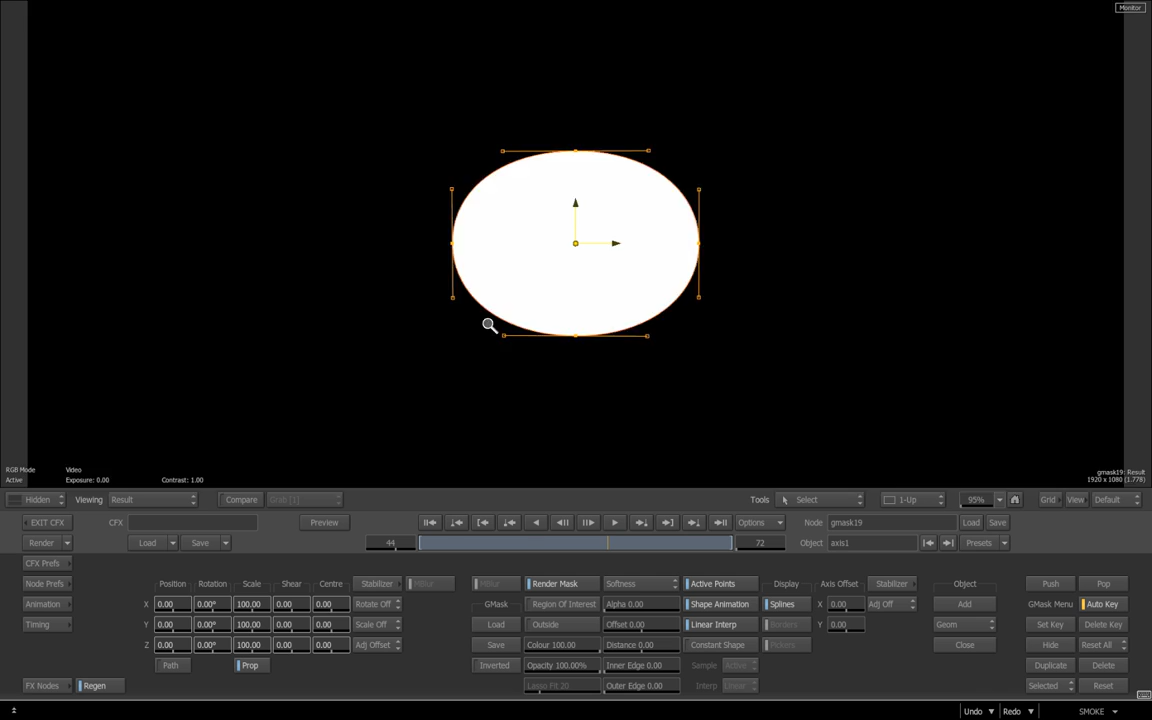 Monitor
RGB Mode Video
Active Exposure: 0.00 Contrast: 1.00
gmask19: Result
1920 x 1080 (1.778)
Hidden Viewing Result Compare Grab [1] Tools Select 1-Up 95% Grid View Default
EXIT CFX CFX Preview Options Node gmask19 Load Save
Render Load Save 44 72 Object axis1 Presets
CFX Prefs
Node Prefs Position Rotation Scale Shear Centre Stabilizer MBlur MBlur Render Mask Softness Active Points Display Axis Offset Stabilizer Object Push Pop
Animation X 0.00 0.00° 100.00 0.00 0.00 Rotate Off GMask Region Of Interest Alpha 0.00 Shape Animation Splines X 0.00 Adj Off Add GMask Menu Auto Key
Timing Y 0.00 0.00° 100.00 0.00 0.00 Scale Off Load Outside Offset 0.00 Linear Interp Borders Y 0.00 Geom Set Key Delete Key
Z 0.00 0.00° 100.00 0.00 0.00 Adj Offset Save Colour 100.00 Distance 0.00 Constant Shape Pickers Close Hide Reset All
Path Prop Inverted Opacity 100.00% Inner Edge 0.00 Sample Active Duplicate Delete
FX Nodes Regen Lasso Fit 20 Outer Edge 0.00 Interp Linear Selected Reset
Undo Redo SMOKE